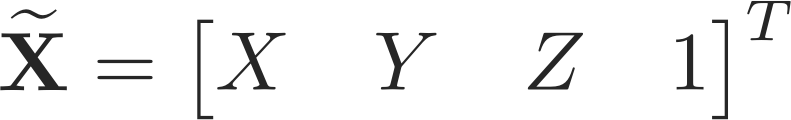 X̃ = [X Y Z 1]ᵀ